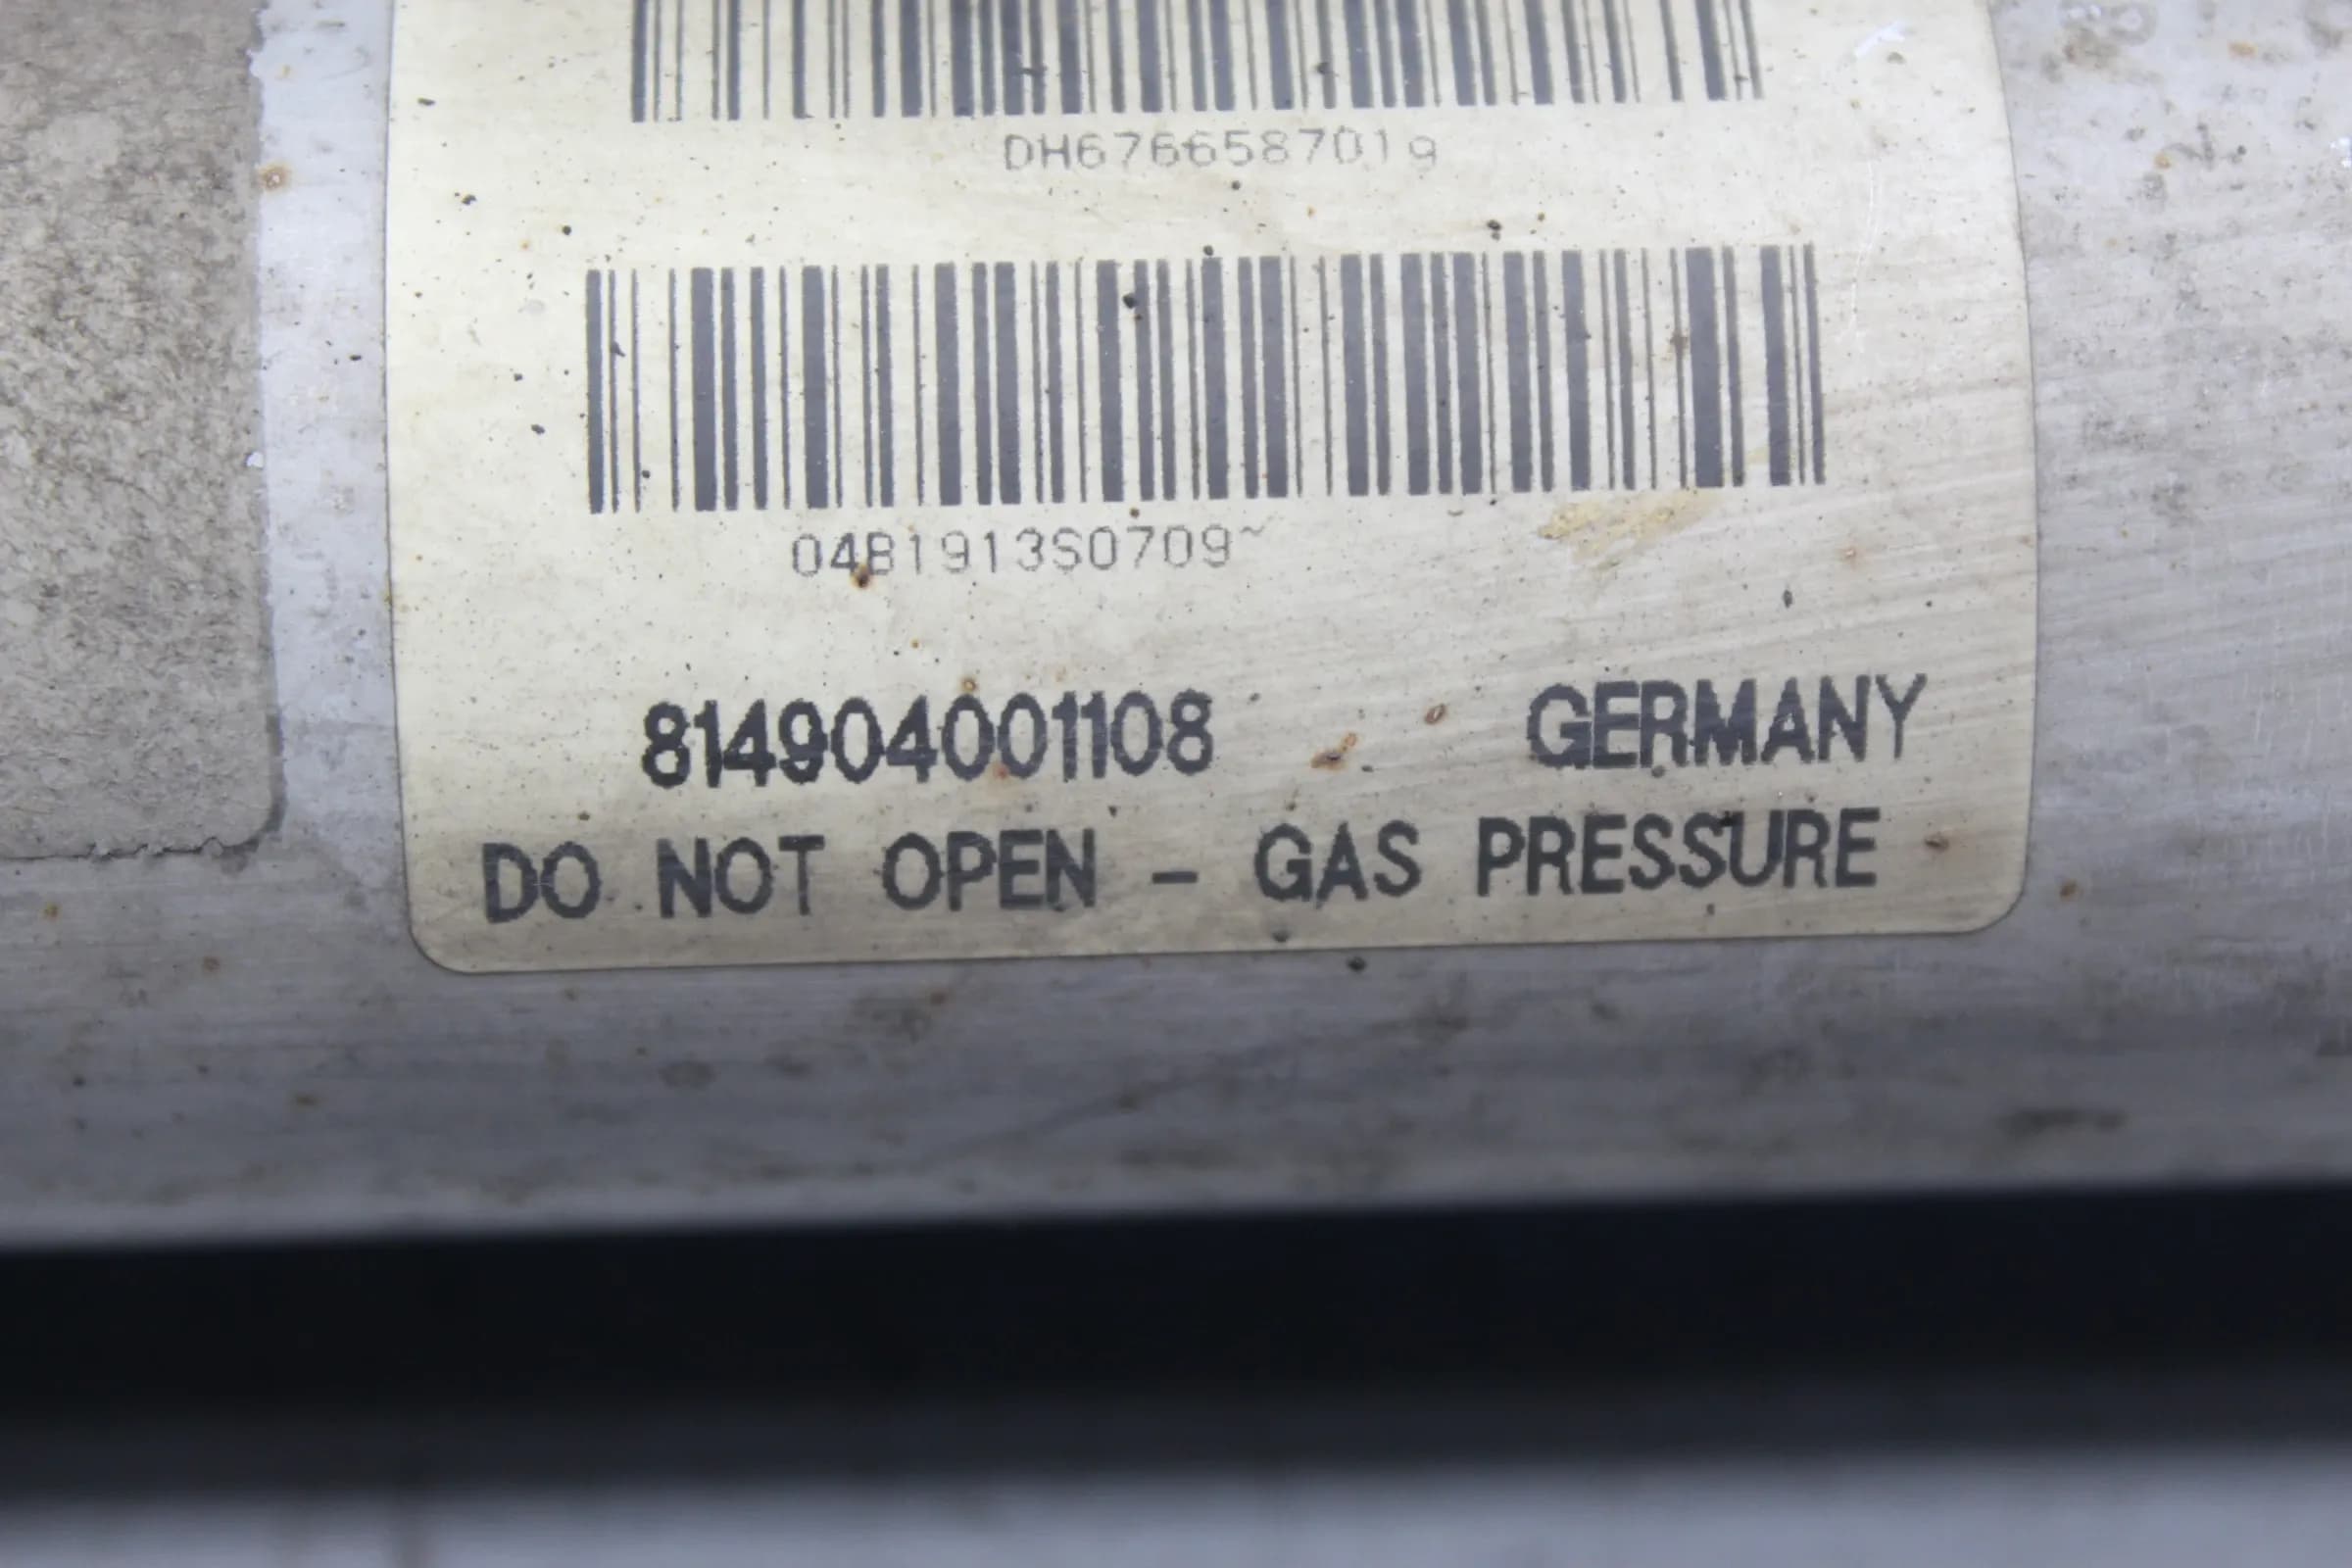 DH6766587019
04B1913S0709~
814904001108 GERMANY
DO NOT OPEN - GAS PRESSURE